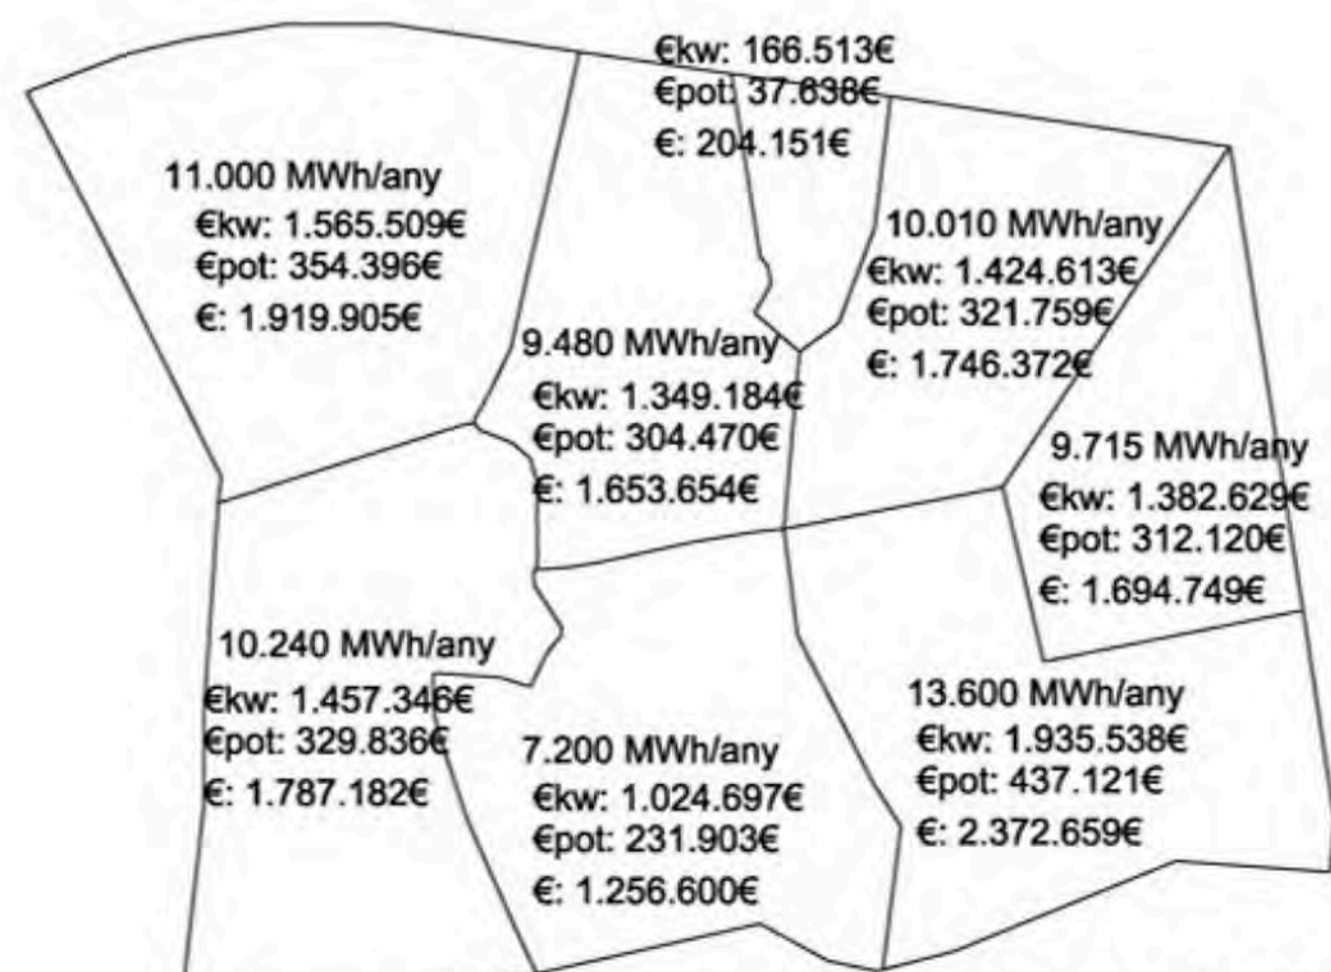 €kw: 166.513€
€pot: 37.638€
€: 204.151€
11.000 MWh/any
€kw: 1.565.509€
€pot: 354.396€
€: 1.919.905€
10.010 MWh/any
€kw: 1.424.613€
€pot: 321.759€
€: 1.746.372€
9.480 MWh/any
€kw: 1.349.184€
€pot: 304.470€
€: 1.653.654€
9.715 MWh/any
€kw: 1.382.629€
€pot: 312.120€
€: 1.694.749€
10.240 MWh/any
€kw: 1.457.346€
€pot: 329.836€
€: 1.787.182€
7.200 MWh/any
€kw: 1.024.697€
€pot: 231.903€
€: 1.256.600€
13.600 MWh/any
€kw: 1.935.538€
€pot: 437.121€
€: 2.372.659€